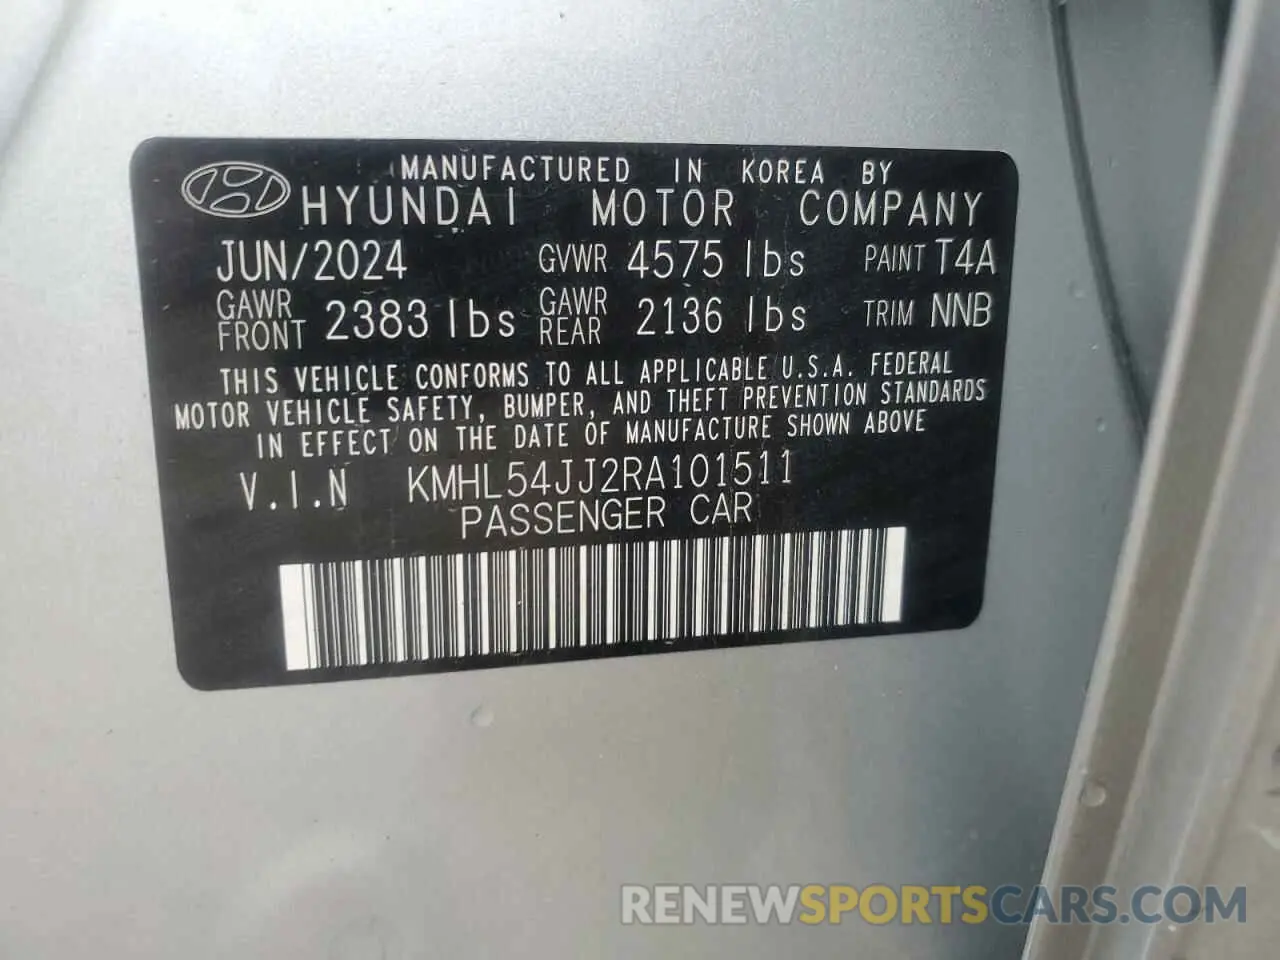 MANUFACTURED IN KOREA BY
HYUNDAI MOTOR COMPANY
JUN/2024 GVWR 4575 lbs PAINT T4A
GAWR FRONT 2383 lbs GAWR REAR 2136 lbs TRIM NNB
THIS VEHICLE CONFORMS TO ALL APPLICABLE U.S.A. FEDERAL
MOTOR VEHICLE SAFETY, BUMPER, AND THEFT PREVENTION STANDARDS
IN EFFECT ON THE DATE OF MANUFACTURE SHOWN ABOVE
V.I.N KMHL54JJ2RA101511
PASSENGER CAR
RENEWSPORTSCARS.COM